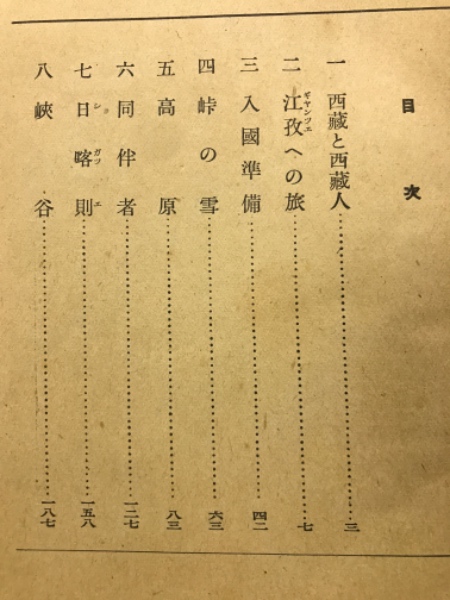 目次
一 西藏と西藏人……三
二 江孜への旅……七
三 入國準備……四二
四 峠の雪……六三
五 高原……八三
六 同伴者……一二七
七 日喀則……一五八
八 峽谷……一八七